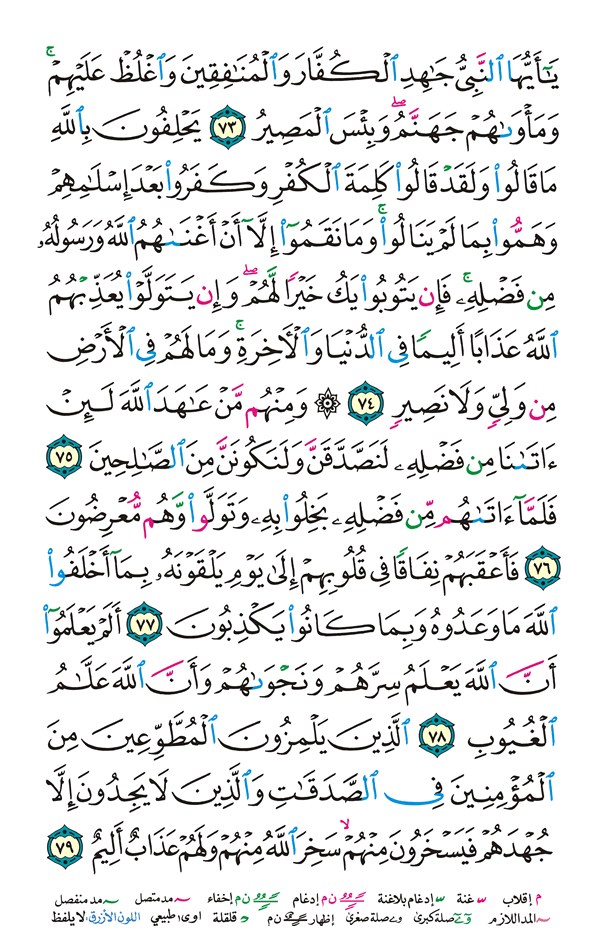 يَٰٓأَيُّهَا ٱلنَّبِيُّ جَٰهِدِ ٱلْكُفَّارَ وَٱلْمُنَٰفِقِينَ وَٱغْلُظْ عَلَيْهِمْ ۚ
وَمَأْوَىٰهُمْ جَهَنَّمُ ۖ وَبِئْسَ ٱلْمَصِيرُ ٧٣ يَحْلِفُونَ بِٱللَّهِ
مَا قَالُوا۟ وَلَقَدْ قَالُوا۟ كَلِمَةَ ٱلْكُفْرِ وَكَفَرُوا۟ بَعْدَ إِسْلَٰمِهِمْ
وَهَمُّوا۟ بِمَا لَمْ يَنَالُوا۟ ۚ وَمَا نَقَمُوٓا۟ إِلَّآ أَنْ أَغْنَىٰهُمُ ٱللَّهُ وَرَسُولُهُۥ
مِن فَضْلِهِۦ ۚ فَإِن يَتُوبُوا۟ يَكُ خَيْرًا لَّهُمْ ۖ وَإِن يَتَوَلَّوْا۟ يُعَذِّبْهُمُ
ٱللَّهُ عَذَابًا أَلِيمًا فِى ٱلدُّنْيَا وَٱلْءَاخِرَةِ ۚ وَمَا لَهُمْ فِى ٱلْأَرْضِ
مِن وَلِىٍّ وَلَا نَصِيرٍ ٧٤ ۞ وَمِنْهُم مَّنْ عَٰهَدَ ٱللَّهَ لَئِنْ
ءَاتَىٰنَا مِن فَضْلِهِۦ لَنَصَّدَّقَنَّ وَلَنَكُونَنَّ مِنَ ٱلصَّٰلِحِينَ ٧٥
فَلَمَّآ ءَاتَىٰهُم مِّن فَضْلِهِۦ بَخِلُوا۟ بِهِۦ وَتَوَلَّوا۟ وَّهُم مُّعْرِضُونَ
٧٦ فَأَعْقَبَهُمْ نِفَاقًا فِى قُلُوبِهِمْ إِلَىٰ يَوْمِ يَلْقَوْنَهُۥ بِمَآ أَخْلَفُوا۟
ٱللَّهَ مَا وَعَدُوهُ وَبِمَا كَانُوا۟ يَكْذِبُونَ ٧٧ أَلَمْ يَعْلَمُوٓا۟
أَنَّ ٱللَّهَ يَعْلَمُ سِرَّهُمْ وَنَجْوَىٰهُمْ وَأَنَّ ٱللَّهَ عَلَّٰمُ
ٱلْغُيُوبِ ٧٨ ٱلَّذِينَ يَلْمِزُونَ ٱلْمُطَّوِّعِينَ مِنَ
ٱلْمُؤْمِنِينَ فِى ٱلصَّدَقَٰتِ وَٱلَّذِينَ لَا يَجِدُونَ إِلَّا
جُهْدَهُمْ فَيَسْخَرُونَ مِنْهُمْ ۙ سَخِرَ ٱللَّهُ مِنْهُمْ وَلَهُمْ عَذَابٌ أَلِيمٌ ٧٩
م إقلاب غنة إدغام بلاغنة ن م إدغام ن م إخفاء مد متصل مد منفصل
المد اللازم صلة كبرى صلة صغرى إظهار ن م قلقلة اوى؛ طبيعي اللون الأزرق: لا يلفظ